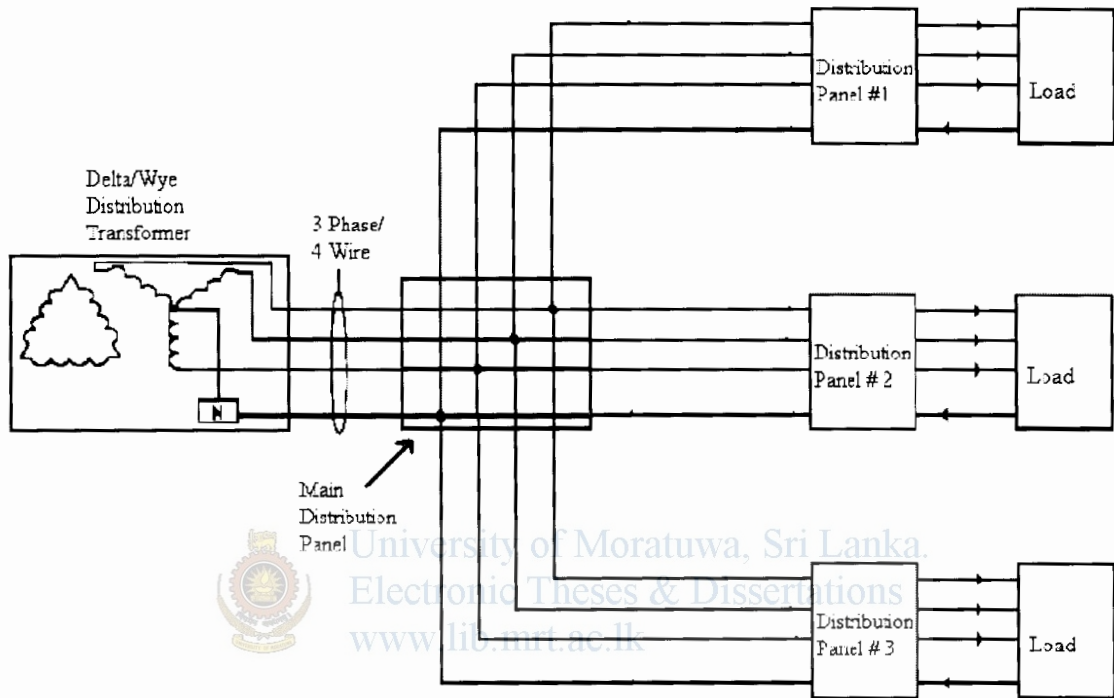 Distribution
Panel #1
Load
Delta/Wye
Distribution
Transformer
3 Phase/
4 Wire
Distribution
Panel # 2
Load
N
Main
Distribution
Panel
University of Moratuwa, Sri Lanka.
Electronic Theses & Dissertations
www.lib.mrt.ac.lk
Distribution
Panel # 3
Load